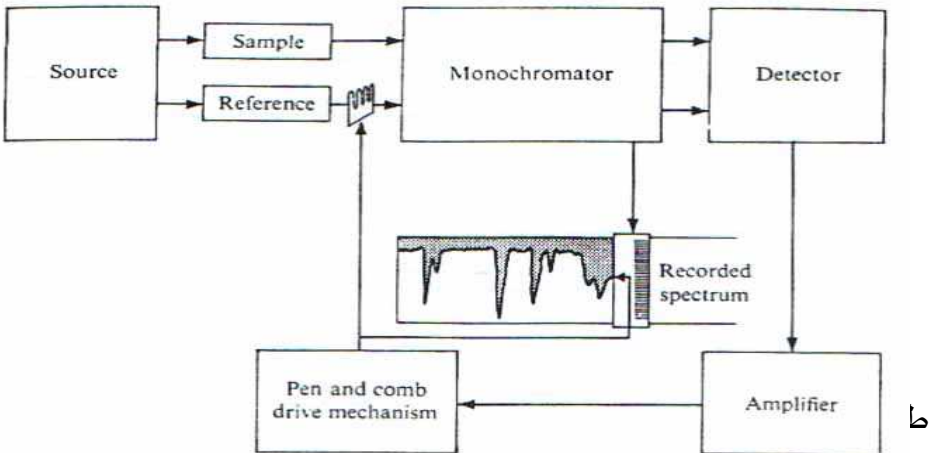 Sample
Source
Monochromator
Detector
Reference
Recorded
spectrum
Pen and comb
drive mechanism
Amplifier
ط